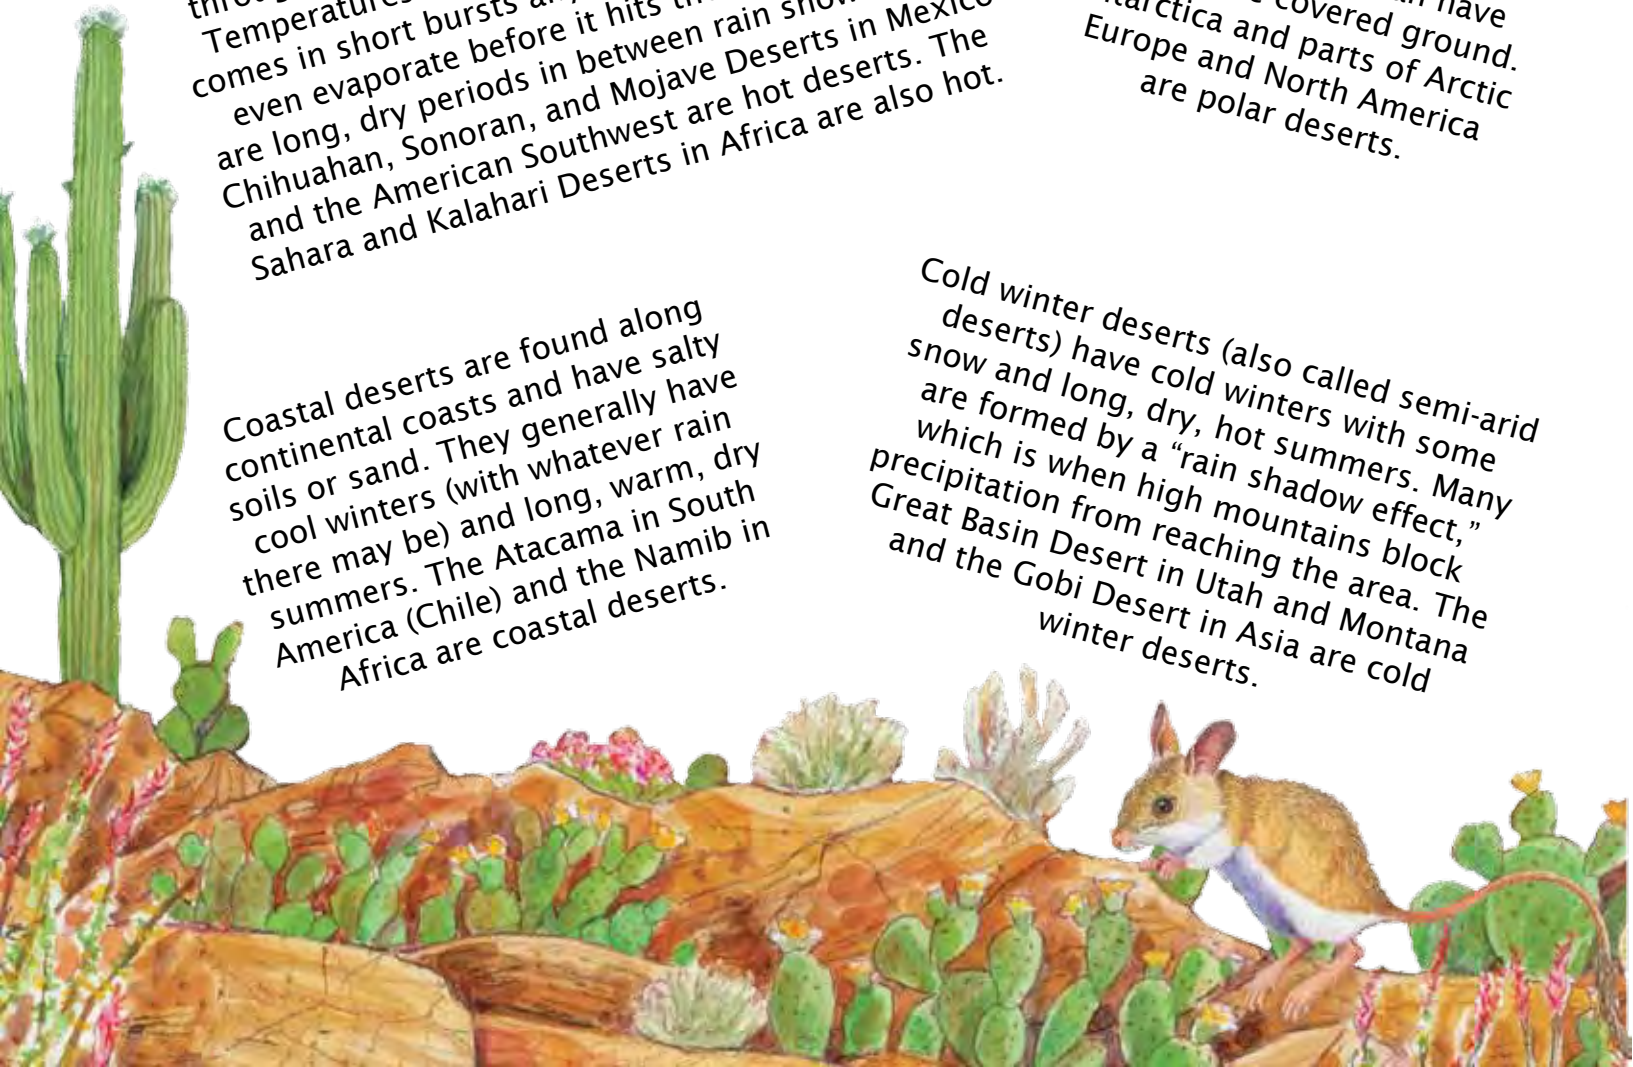 Temperatures
comes in short bursts
even evaporate before it hits
are long, dry periods in between rain
Chihuahan, Sonoran, and Mojave Deserts in Mexico
and the American Southwest are hot deserts. The
Sahara and Kalahari Deserts in Africa are also hot.
have
covered ground.
and parts of Arctic
Europe and North America
are polar deserts.
Coastal deserts are found along
continental coasts and have salty
soils or sand. They generally have
cool winters (with whatever rain
there may be) and long, warm, dry
summers. The Atacama in South
America (Chile) and the Namib in
Africa are coastal deserts.
Cold winter deserts (also called semi-arid
deserts) have cold winters with some
snow and long, dry, hot summers. Many
are formed by a “rain shadow effect,”
which is when high mountains block
precipitation from reaching the area. The
Great Basin Desert in Utah and Montana
and the Gobi Desert in Asia are cold
winter deserts.